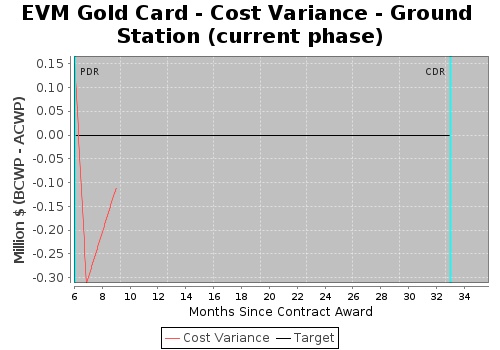 EVM Gold Card - Cost Variance - Ground
Station (current phase)
Million $ (BCWP - ACWP)
0.15
0.10
0.05
0.00
-0.05
-0.10
-0.15
-0.20
-0.25
-0.30
PDR
CDR
6 8 10 12 14 16 18 20 22 24 26 28 30 32 34
Months Since Contract Award
Cost Variance Target